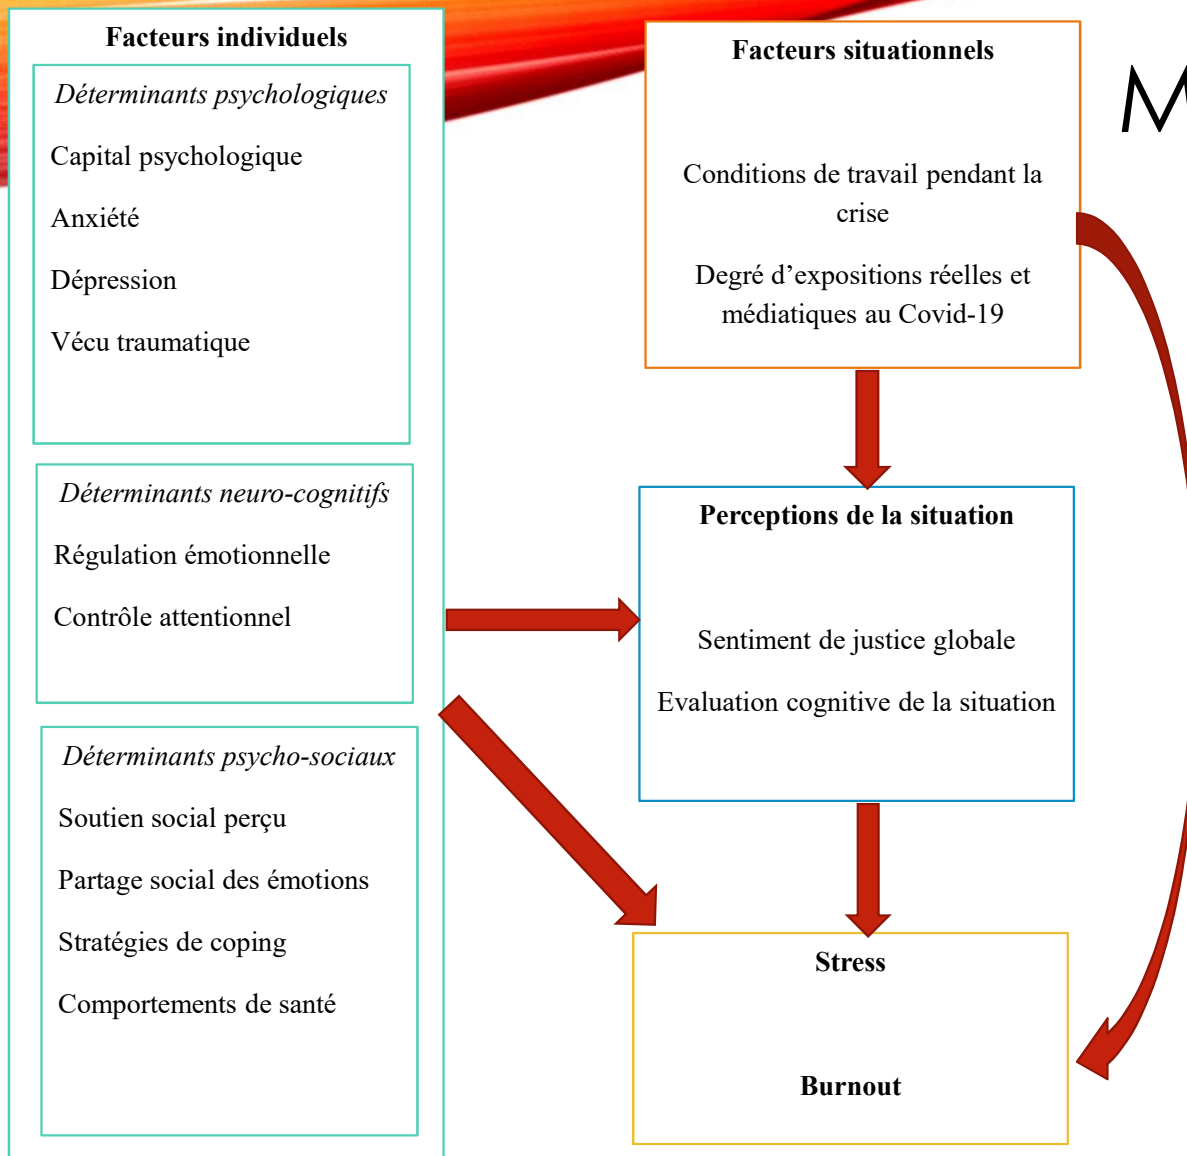 Facteurs individuels
Déterminants psychologiques
Capital psychologique
Anxiété
Dépression
Vécu traumatique
Déterminants neuro-cognitifs
Régulation émotionnelle
Contrôle attentionnel
Déterminants psycho-sociaux
Soutien social perçu
Partage social des émotions
Stratégies de coping
Comportements de santé
Facteurs situationnels
Conditions de travail pendant la
crise
Degré d’expositions réelles et
médiatiques au Covid-19
Perceptions de la situation
Sentiment de justice globale
Evaluation cognitive de la situation
Stress
Burnout